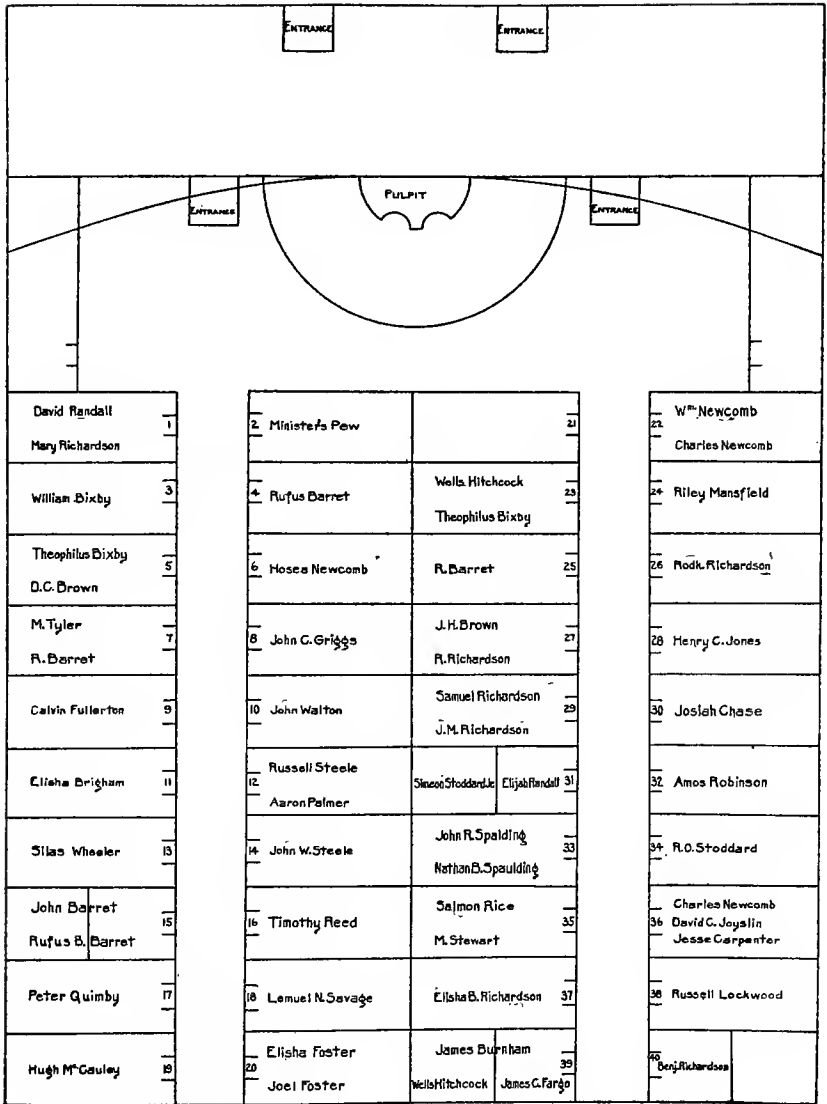 ENTRANCE
ENTRANCE
PULPIT
ENTRANCE
ENTRANCE
David Randall
Mary Richardson
1
2 Minister's Pew
21
22 Wm. Newcomb
Charles Newcomb
William Bixby 3
4 Rufus Barret
Wells Hitchcock
Theophilus Bixby
23
24 Riley Mansfield
Theophilus Bixby
D.C. Brown
5
6 Hosea Newcomb
R. Barret 25
26 Rodk. Richardson
M. Tyler
R. Barret
7
8 John C. Griggs
J.H. Brown
R. Richardson
27
28 Henry C. Jones
Calvin Fullerton 9
10 John Walton
Samuel Richardson
J.M. Richardson
29
30 Josiah Chase
Elisha Brigham 11
12
Russell Steele
Aaron Palmer
Simeon Stoddard Jr. Elijah Randall 31
32 Amos Robinson
Silas Wheeler 13
14 John W. Steele
John R. Spalding
Nathan B. Spaulding
33
34 R.O. Stoddard
John Barret
Rufus B. Barret
15
16 Timothy Reed
Salmon Rice
M. Stewart
35
36
Charles Newcomb
David C. Joyslin
Jesse Carpenter
Peter Quimby 17
18 Lemuel N. Savage
Elisha B. Richardson 37
38 Russell Lockwood
Hugh McCauley 19
20
Elisha Foster
Joel Foster
James Burnham
Wells Hitchcock James C. Fargo
39
40
Benj. Richardson